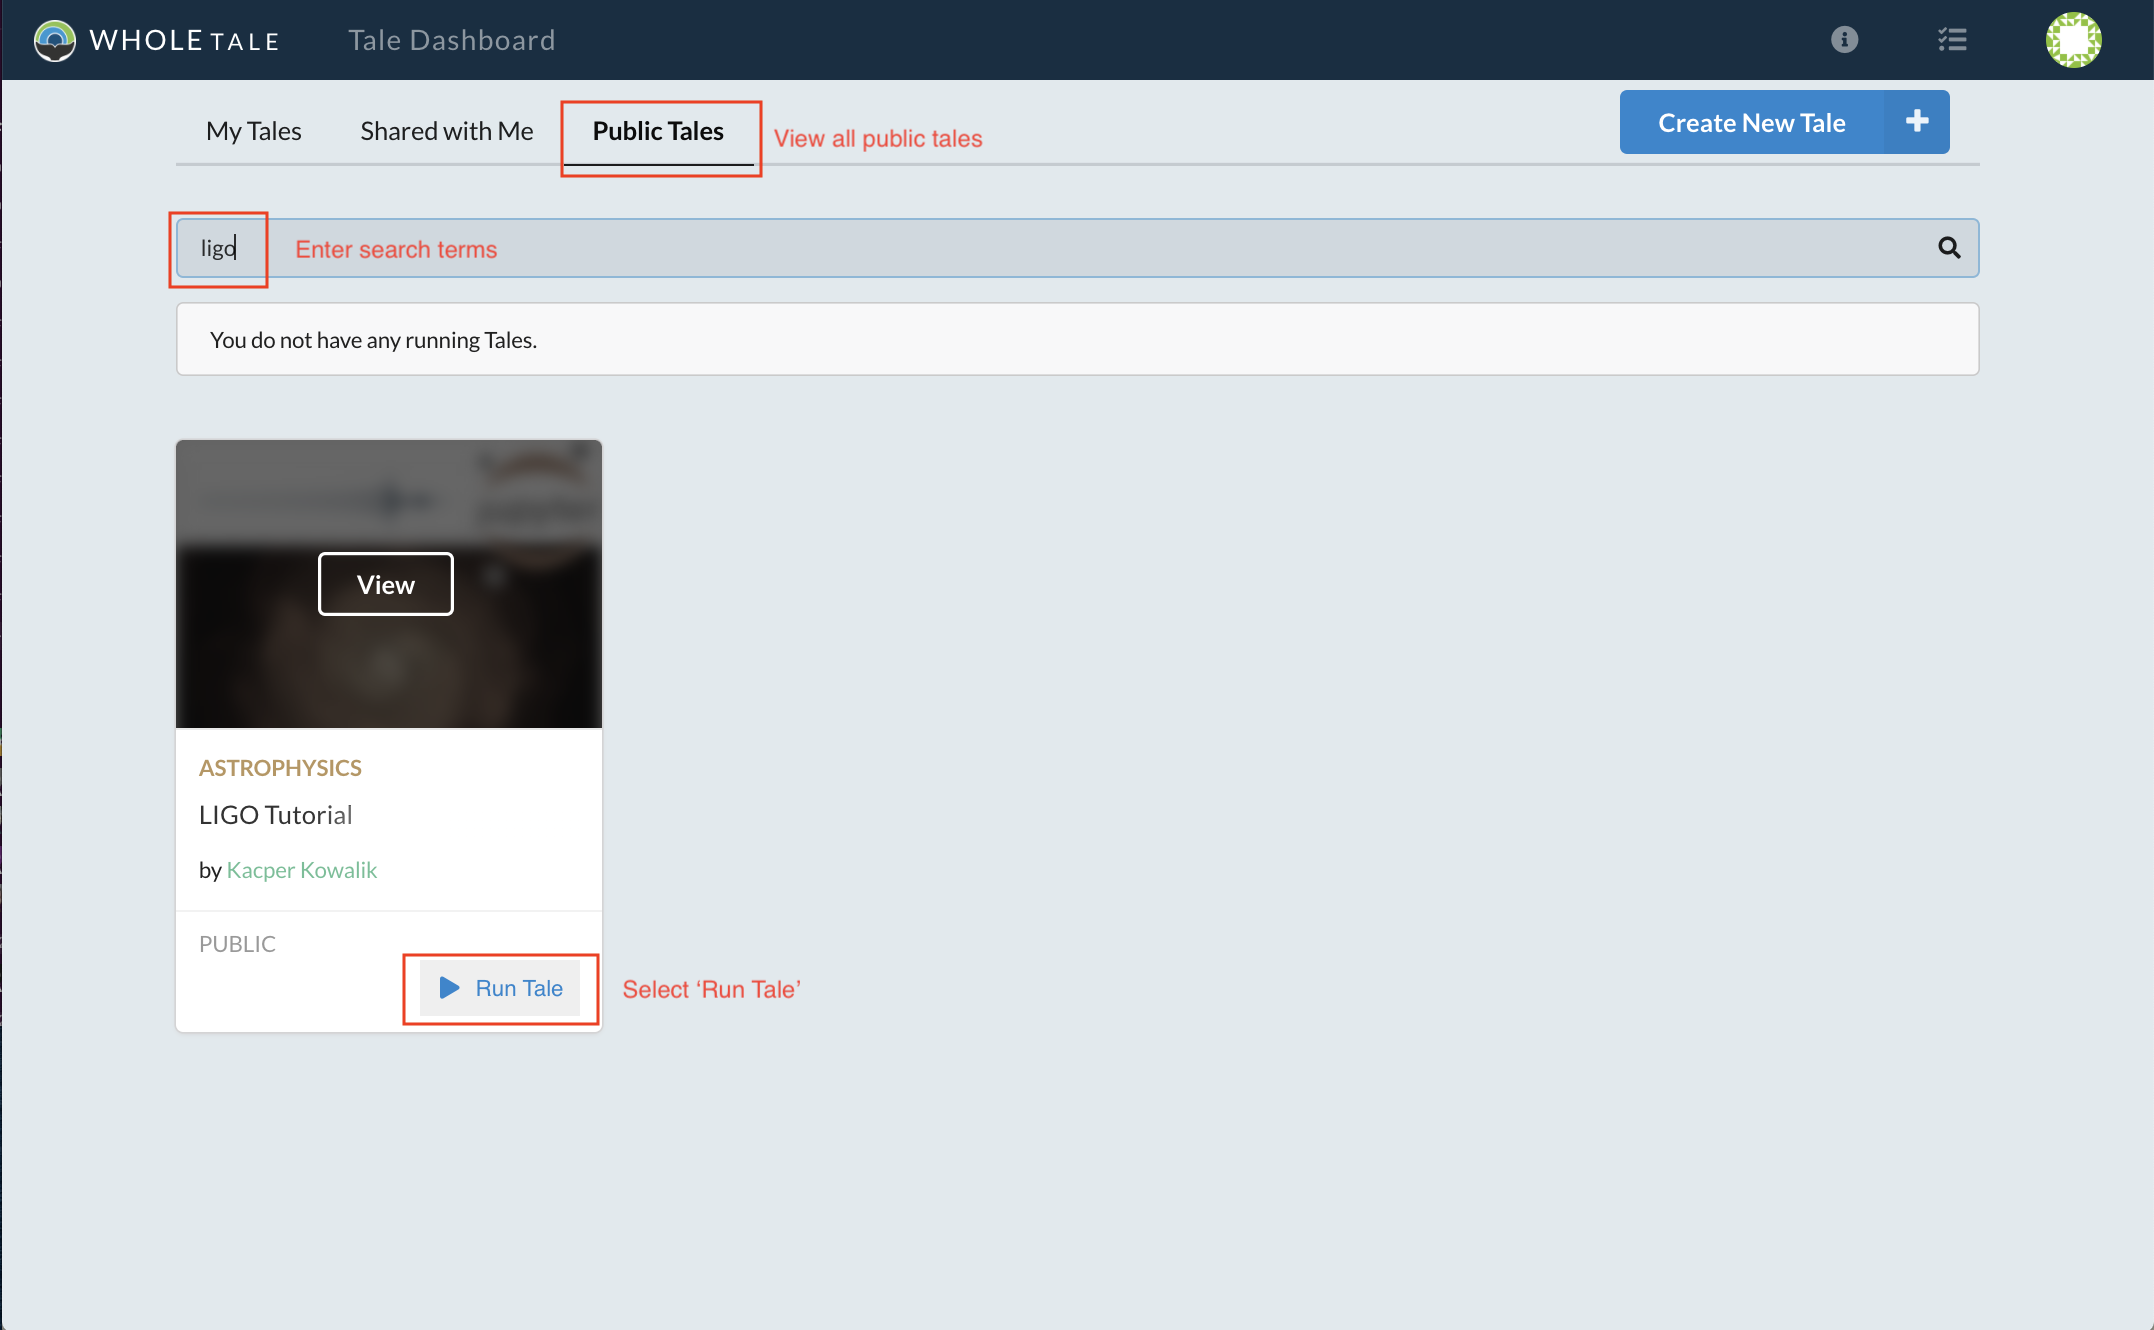 WHOLE TALE Tale Dashboard
My Tales Shared with Me Public Tales View all public tales Create New Tale
ligo Enter search terms
You do not have any running Tales.
View
ASTROPHYSICS
LIGO Tutorial
by Kacper Kowalik
PUBLIC
Run Tale Select ‘Run Tale’